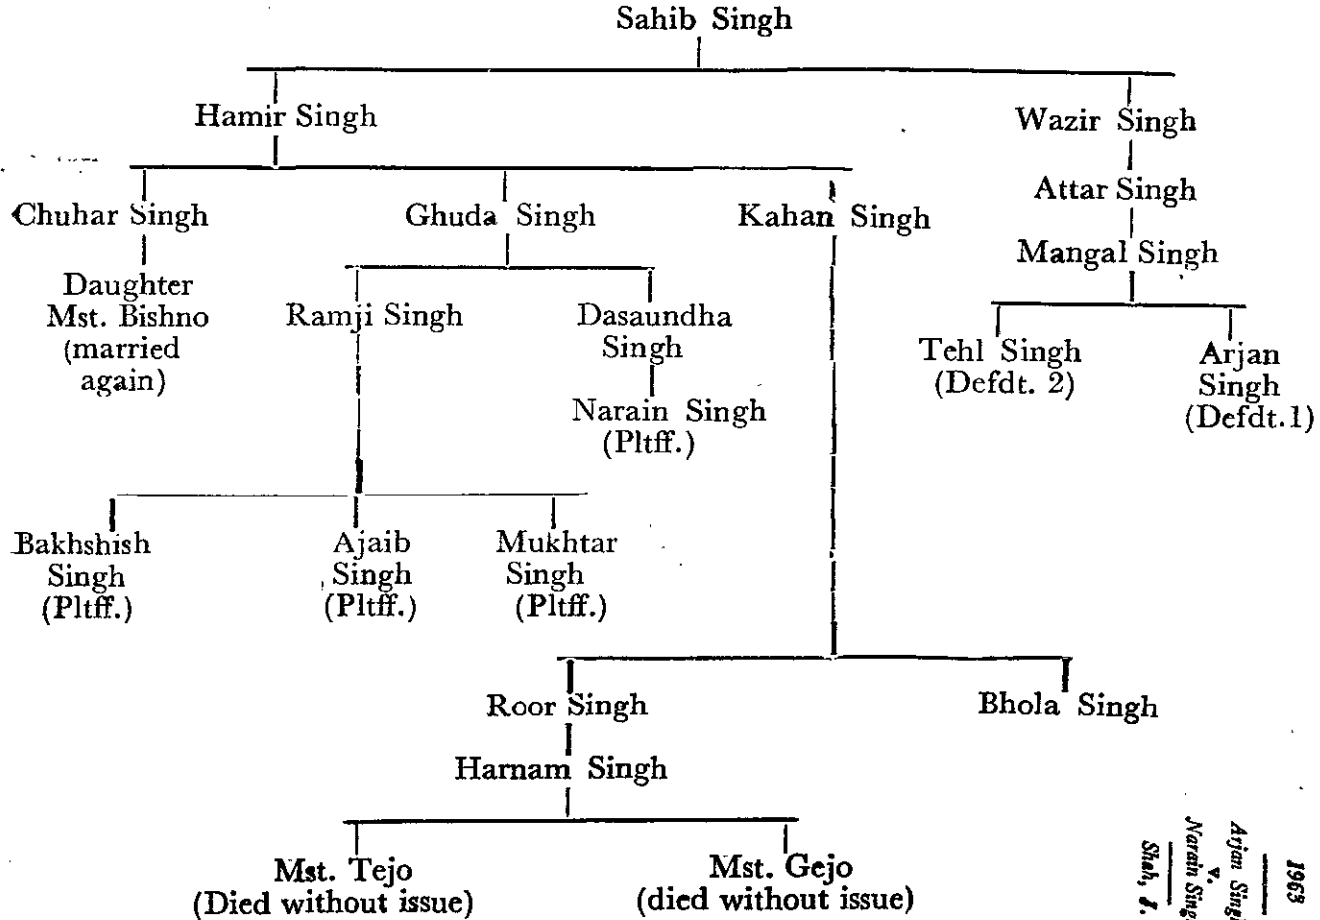 Sahib Singh
Hamir Singh
Wazir Singh
Chuhar Singh
Ghuda Singh
Kahan Singh
Attar Singh
Mangal Singh
Daughter
Mst. Bishno
(married
again)
Ramji Singh
Dasaundha
Singh
Narain Singh
(Pltff.)
Tehl Singh
(Defdt. 2)
Arjan
Singh
(Defdt.1)
Bakhshish
Singh
(Pltff.)
Ajaib
Singh
(Pltff.)
Mukhtar
Singh
(Pltff.)
Roor Singh
Bhola Singh
Harnam Singh
Mst. Tejo
(Died without issue)
Mst. Gejo
(died without issue)
1963
Arjan Singh
v.
Narain Singh
Shah, J.